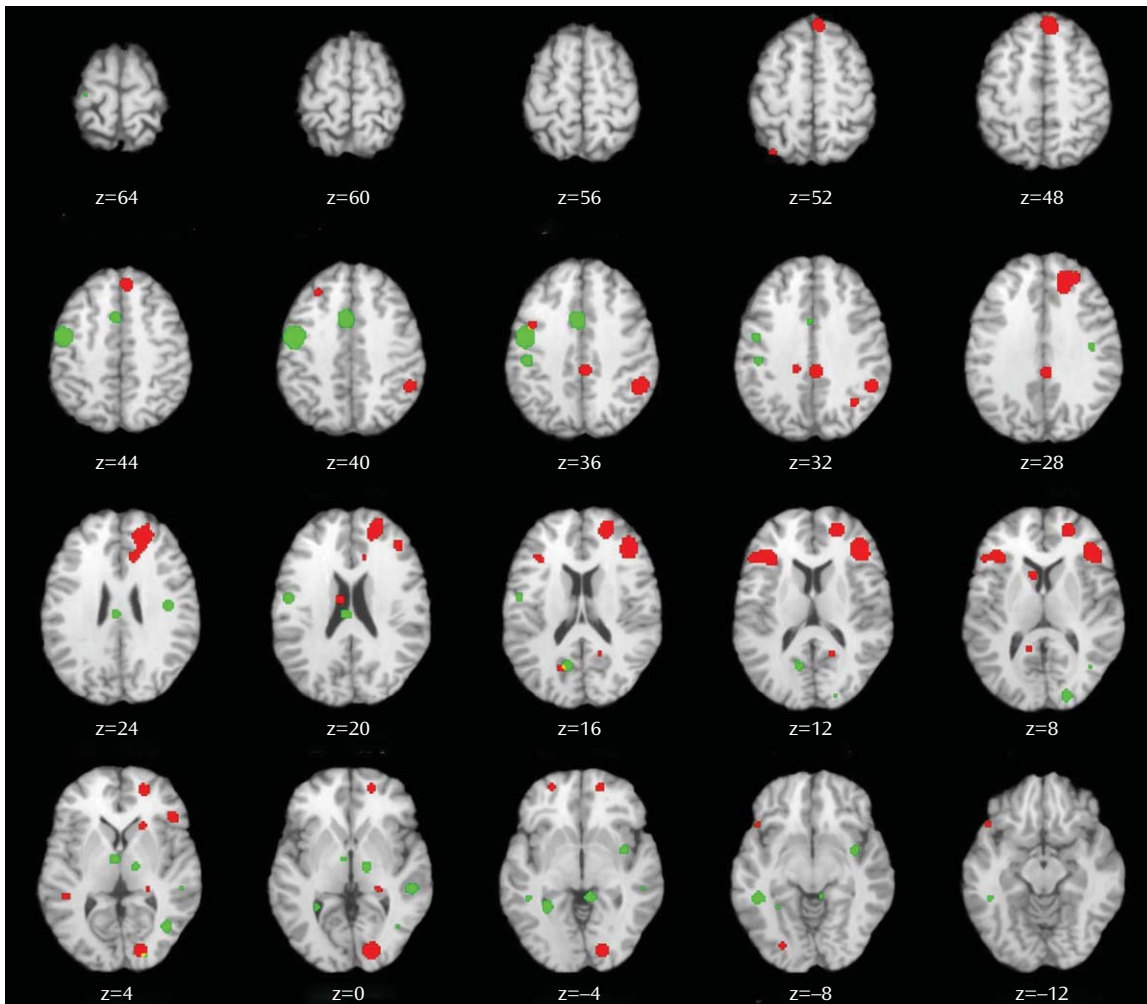 z=64 z=60 z=56 z=52 z=48
z=44 z=40 z=36 z=32 z=28
z=24 z=20 z=16 z=12 z=8
z=4 z=0 z=–4 z=–8 z=–12